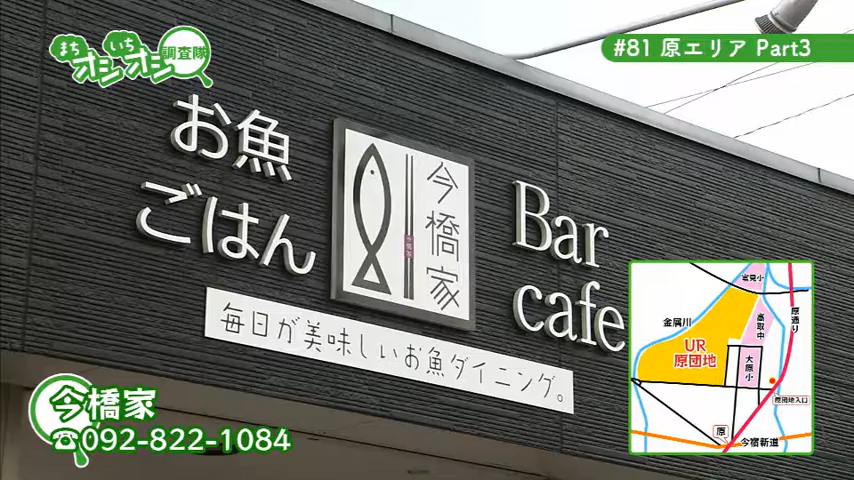 まち いち
オシオシ 調査隊
#81 原エリア Part3
お魚
ごはん
今橋家
Bar
cafe
毎日が美味しいお魚ダイニング。
今橋家
☎092-822-1084
室見小
原通り
金屑川
高取中
UR
原団地
大原小
原団地入口
原
今宿新道